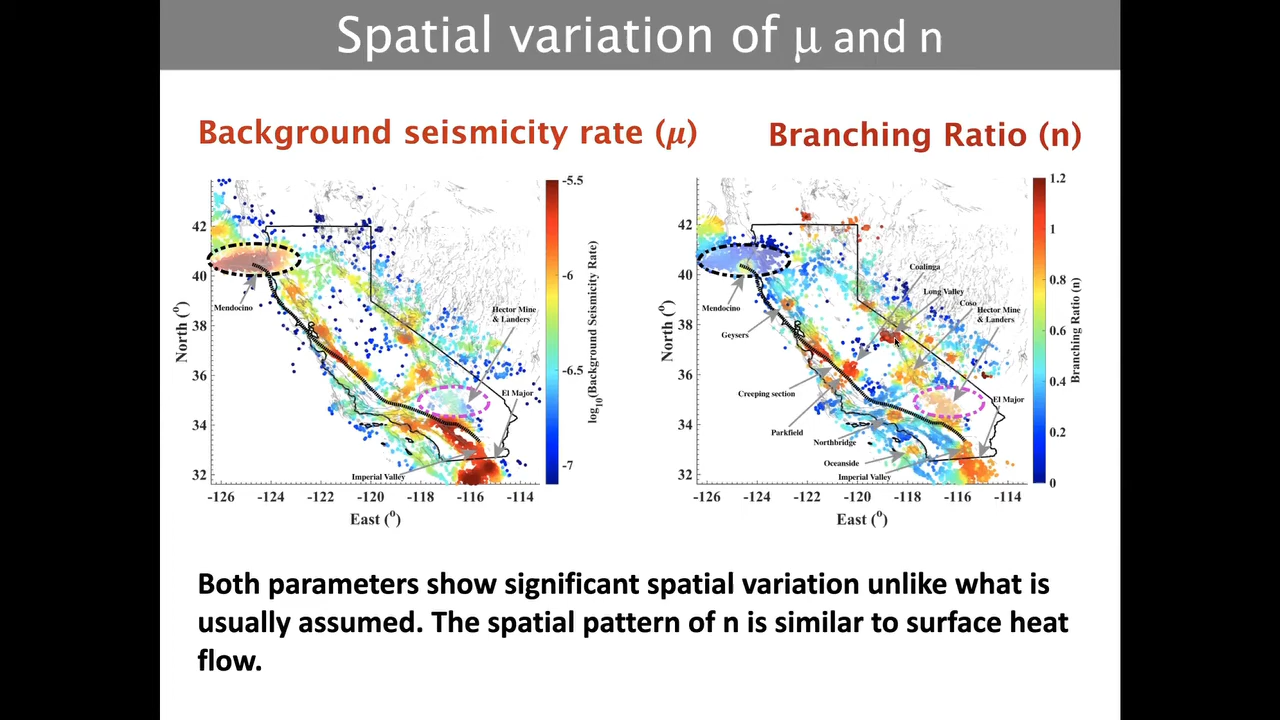 Spatial variation of μ and n
Background seismicity rate (μ)
Branching Ratio (n)
-5.5
-6
-6.5
-7
log10(Background Seismicity Rate)
42
40
38
36
34
32
North (o)
-126
-124
-122
-120
-118
-116
-114
East (o)
Mendocino
Hector Mine
& Landers
El Major
Imperial Valley
1.2
1
0.8
0.6
0.4
0.2
0
Branching Ratio (n)
42
40
38
36
34
32
North (o)
-126
-124
-122
-120
-118
-116
-114
East (o)
Coalinga
Long Valley
Coso
Hector Mine
& Landers
Mendocino
Geysers
Creeping section
El Major
Parkfield
Northbridge
Oceanside
Imperial Valley
Both parameters show significant spatial variation unlike what is
usually assumed. The spatial pattern of n is similar to surface heat
flow.